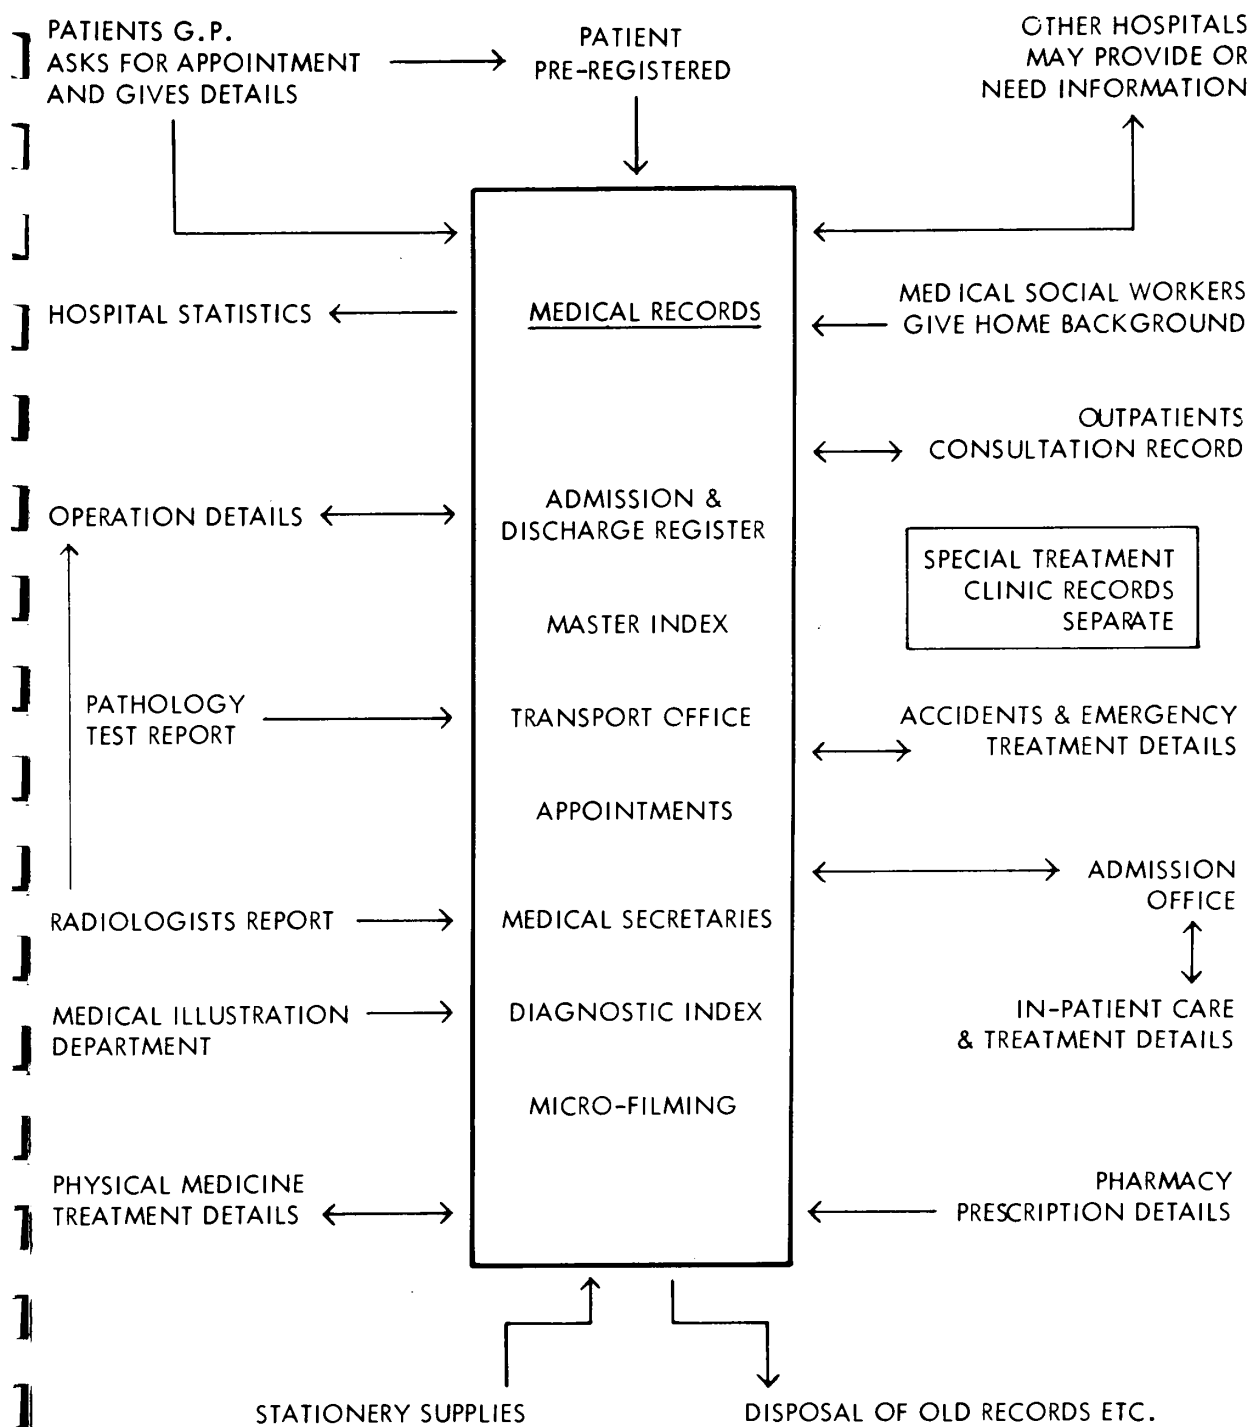 PATIENTS G.P.
ASKS FOR APPOINTMENT
AND GIVES DETAILS
PATIENT
PRE-REGISTERED
OTHER HOSPITALS
MAY PROVIDE OR
NEED INFORMATION
HOSPITAL STATISTICS
MEDICAL RECORDS
MEDICAL SOCIAL WORKERS
GIVE HOME BACKGROUND
OUTPATIENTS
CONSULTATION RECORD
OPERATION DETAILS
ADMISSION &
DISCHARGE REGISTER
SPECIAL TREATMENT
CLINIC RECORDS
SEPARATE
MASTER INDEX
PATHOLOGY
TEST REPORT
TRANSPORT OFFICE
ACCIDENTS & EMERGENCY
TREATMENT DETAILS
APPOINTMENTS
ADMISSION
OFFICE
RADIOLOGISTS REPORT
MEDICAL SECRETARIES
MEDICAL ILLUSTRATION
DEPARTMENT
DIAGNOSTIC INDEX
IN-PATIENT CARE
& TREATMENT DETAILS
MICRO-FILMING
PHYSICAL MEDICINE
TREATMENT DETAILS
PHARMACY
PRESCRIPTION DETAILS
STATIONERY SUPPLIES
DISPOSAL OF OLD RECORDS ETC.